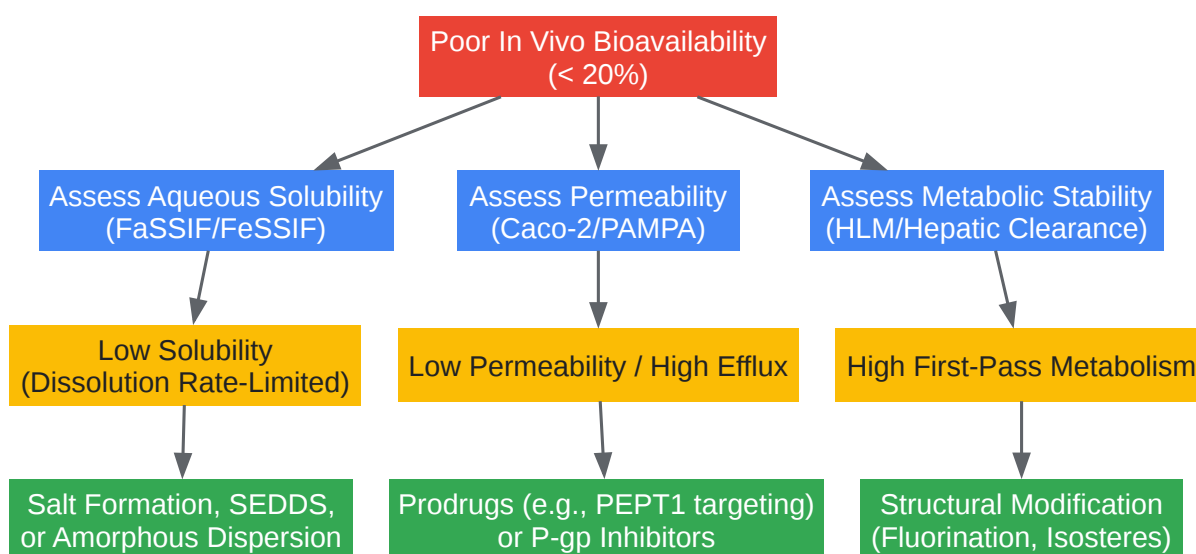 Poor In Vivo Bioavailability
(< 20%)
Assess Aqueous Solubility
(FaSSIF/FeSSIF)
Assess Permeability
(Caco-2/PAMPA)
Assess Metabolic Stability
(HLM/Hepatic Clearance)
Low Solubility
(Dissolution Rate-Limited)
Low Permeability / High Efflux
High First-Pass Metabolism
Salt Formation, SEDDS,
or Amorphous Dispersion
Prodrugs (e.g., PEPT1 targeting)
or P-gp Inhibitors
Structural Modification
(Fluorination, Isosteres)